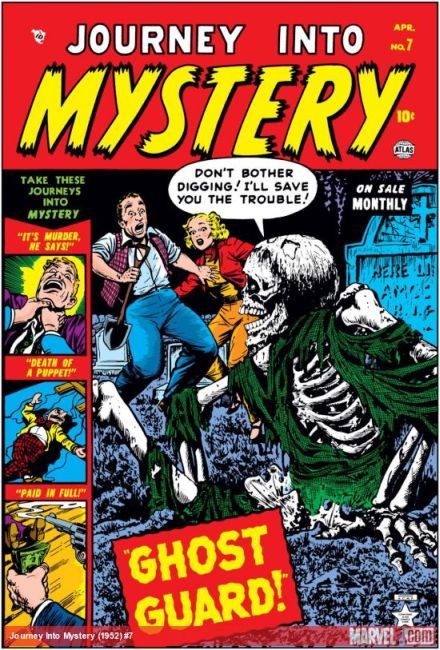 JOURNEY INTO
MYSTERY
APR.
NO. 7
10¢
ATLAS
TAKE THESE
JOURNEYS
INTO
MYSTERY
DON'T BOTHER
DIGGING! I'LL SAVE
YOU THE TROUBLE!
ON SALE
MONTHLY
HERE LI
"IT'S MURDER,
HE SAYS!"
"DEATH OF
A PUPPET!"
"PAID IN FULL!"
"GHOST
GUARD!"
Journey Into Mystery (1952) #7
MARVEL.com